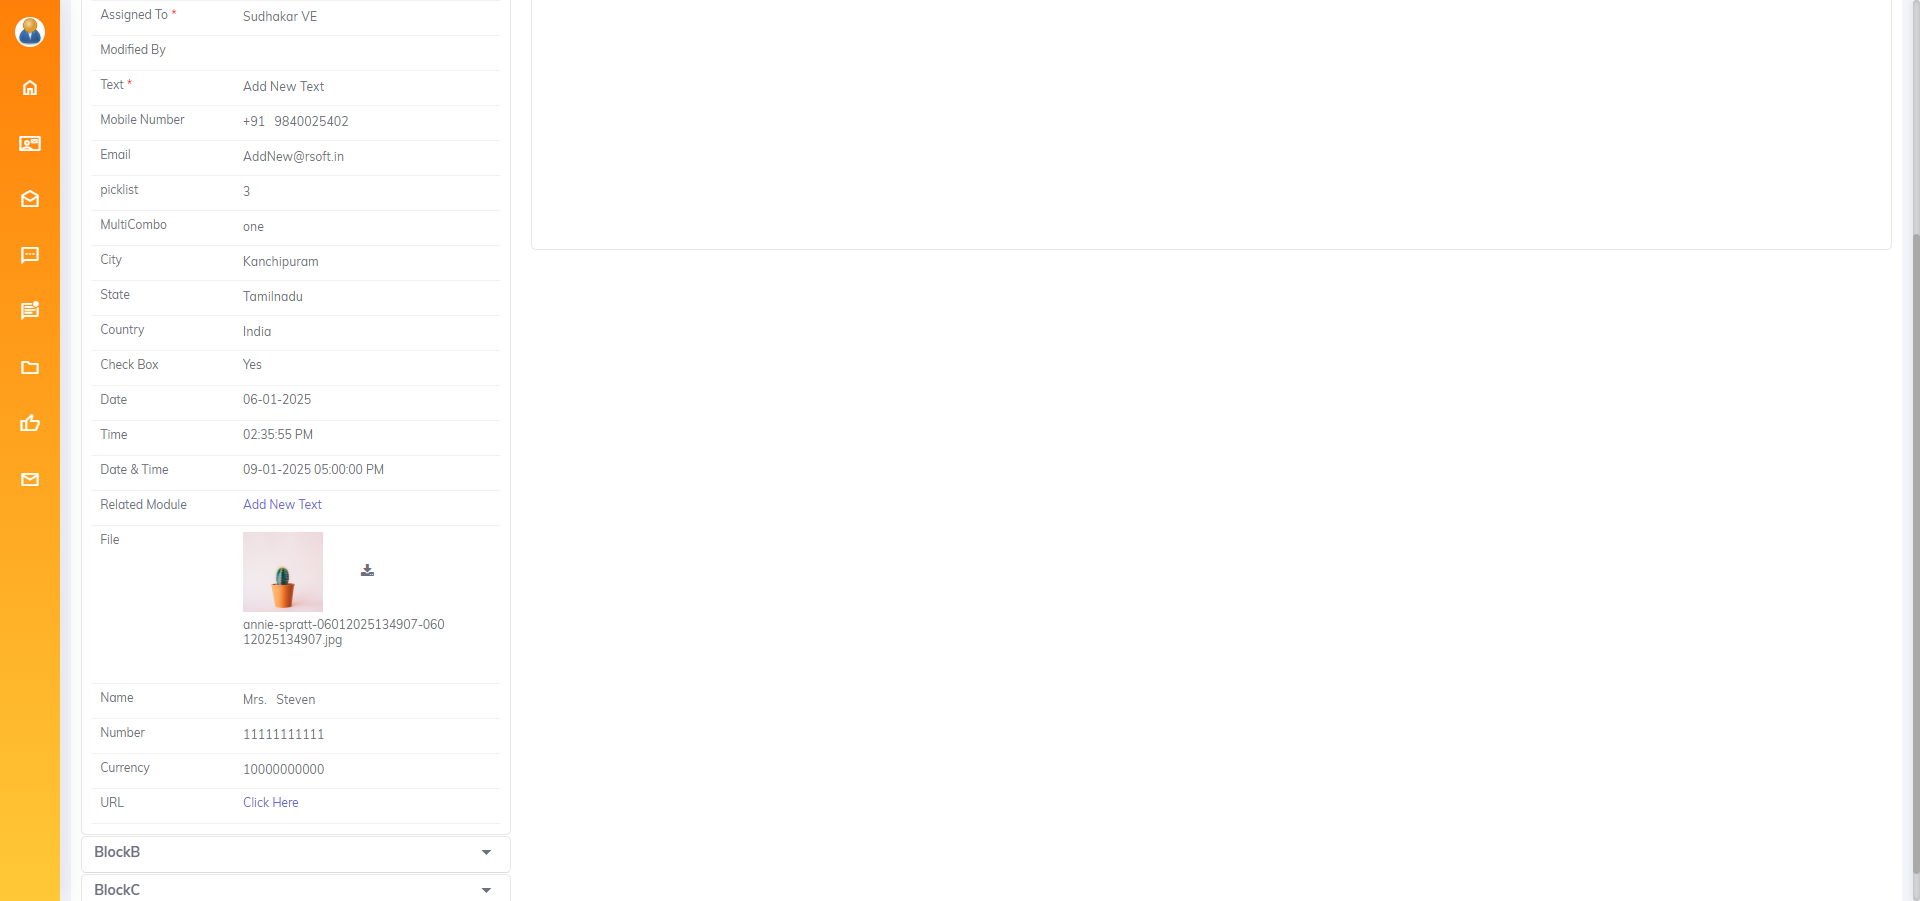 Assigned To * Sudhakar VE
Modified By
Text * Add New Text
Mobile Number +91 9840025402
Email AddNew@rsoft.in
picklist 3
MultiCombo one
City Kanchipuram
State Tamilnadu
Country India
Check Box Yes
Date 06-01-2025
Time 02:35:55 PM
Date & Time 09-01-2025 05:00:00 PM
Related Module Add New Text
File
annie-spratt-06012025134907-060
12025134907.jpg
Name Mrs. Steven
Number 11111111111
Currency 10000000000
URL Click Here
BlockB
BlockC